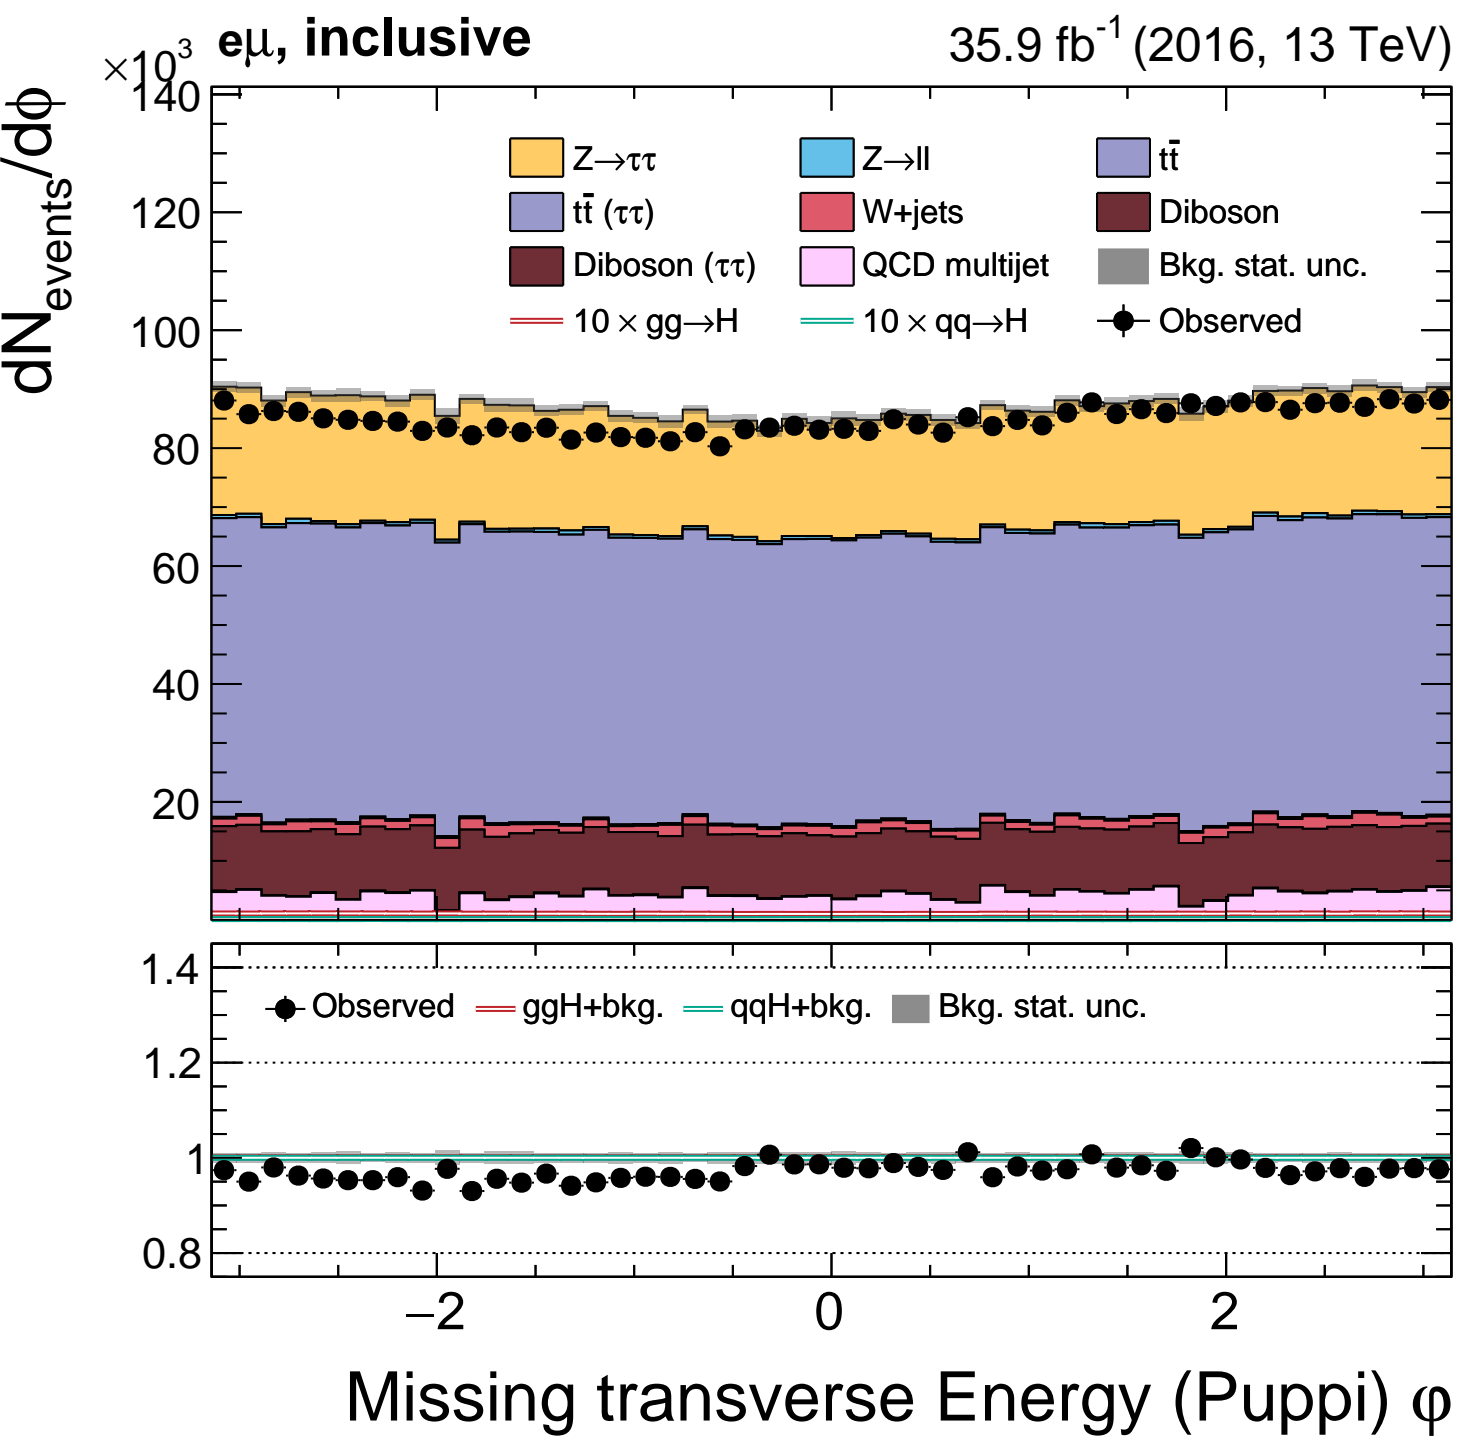 ×10³ eμ, inclusive 35.9 fb⁻¹ (2016, 13 TeV)
dN_events/dϕ
140
120
100
80
60
40
20
Z→ττ Z→ll tt̄
tt̄ (ττ) W+jets Diboson
Diboson (ττ) QCD multijet Bkg. stat. unc.
10 × gg→H 10 × qq→H Observed
1.4
1.2
1
0.8
Observed ggH+bkg. qqH+bkg. Bkg. stat. unc.
−2 0 2
Missing transverse Energy (Puppi) φ